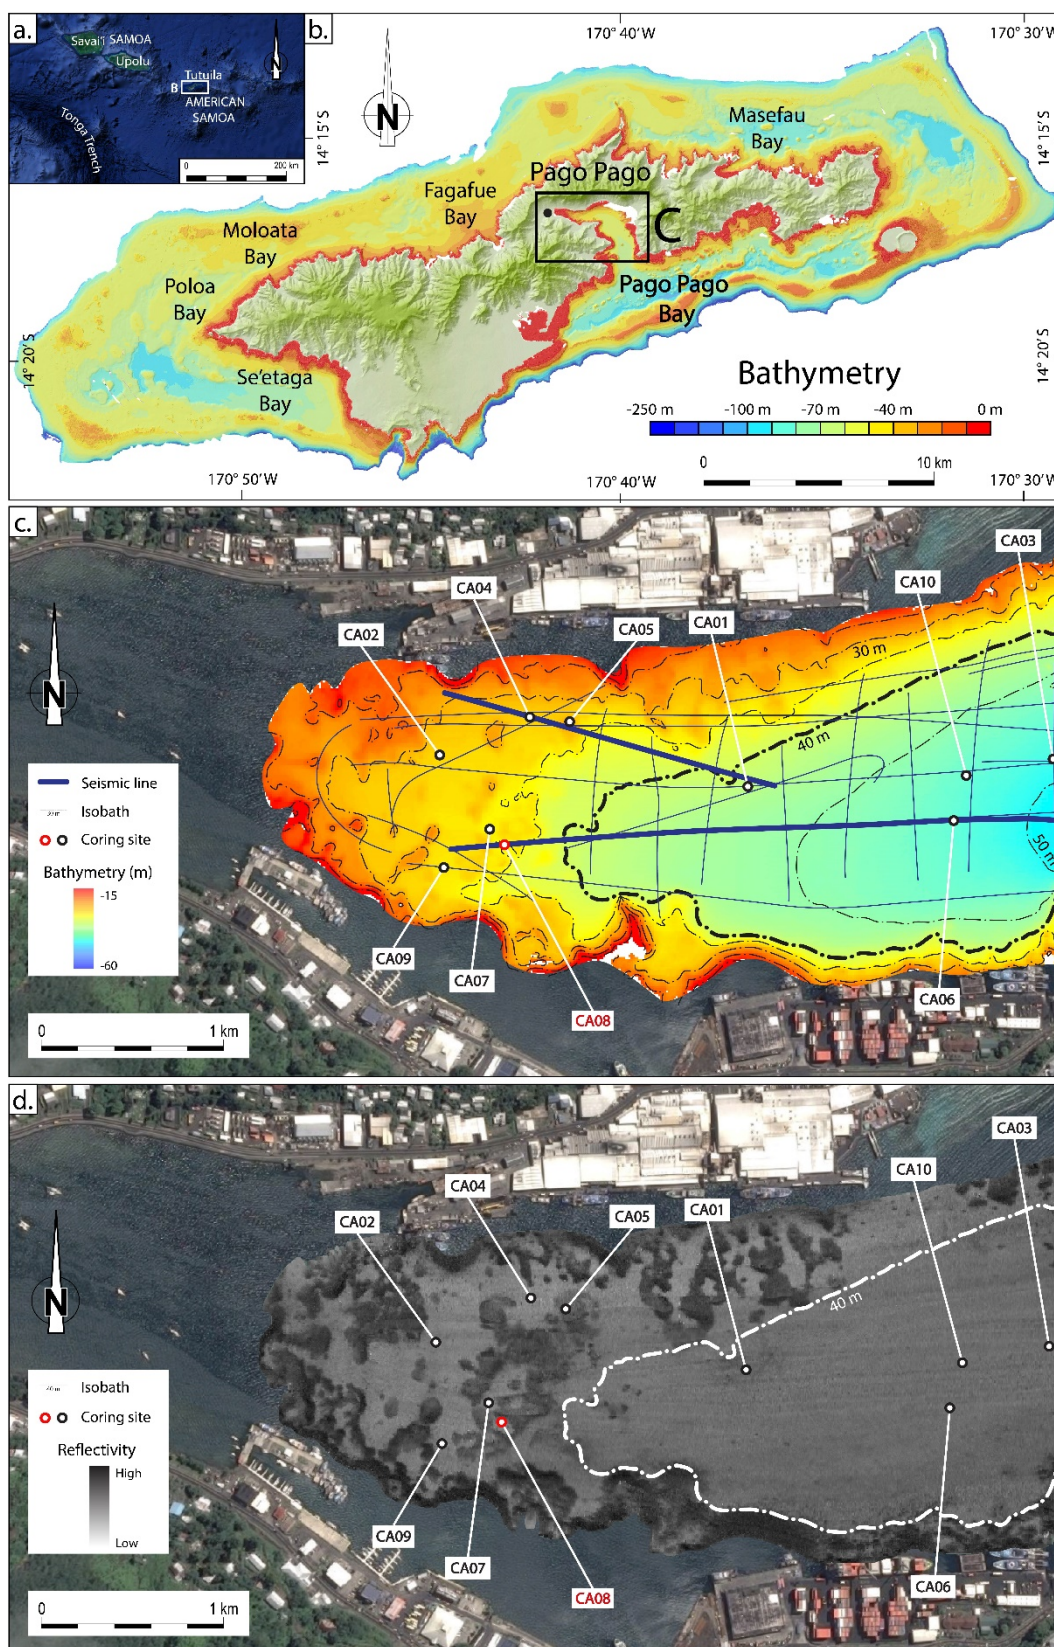 a.
Savai'i
SAMOA
Upolu
Tutuila
B
AMERICAN
SAMOA
Tonga
Trench
0
200 km
b.
170° 40'W
170° 30'W
14° 15'S
14° 15'S
N
Masefau
Bay
Pago Pago
C
Fagafue
Bay
Moloata
Bay
Poloa
Bay
Pago Pago
Bay
14° 20'S
14° 20'S
Se'etaga
Bay
Bathymetry
-250 m
-100 m
-70 m
-40 m
0 m
0
10 km
170° 50'W
170° 40'W
170° 30'W
c.
CA03
CA10
CA04
CA01
CA05
CA02
30 m
N
40 m
Seismic line
Isobath
Coring site
Bathymetry (m)
-15
-60
50 m
CA09
CA07
CA06
CA08
0
1 km
d.
CA03
CA10
CA04
CA01
CA05
CA02
N
40 m
40 m
Isobath
Coring site
Reflectivity
High
Low
CA09
CA07
CA06
CA08
0
1 km